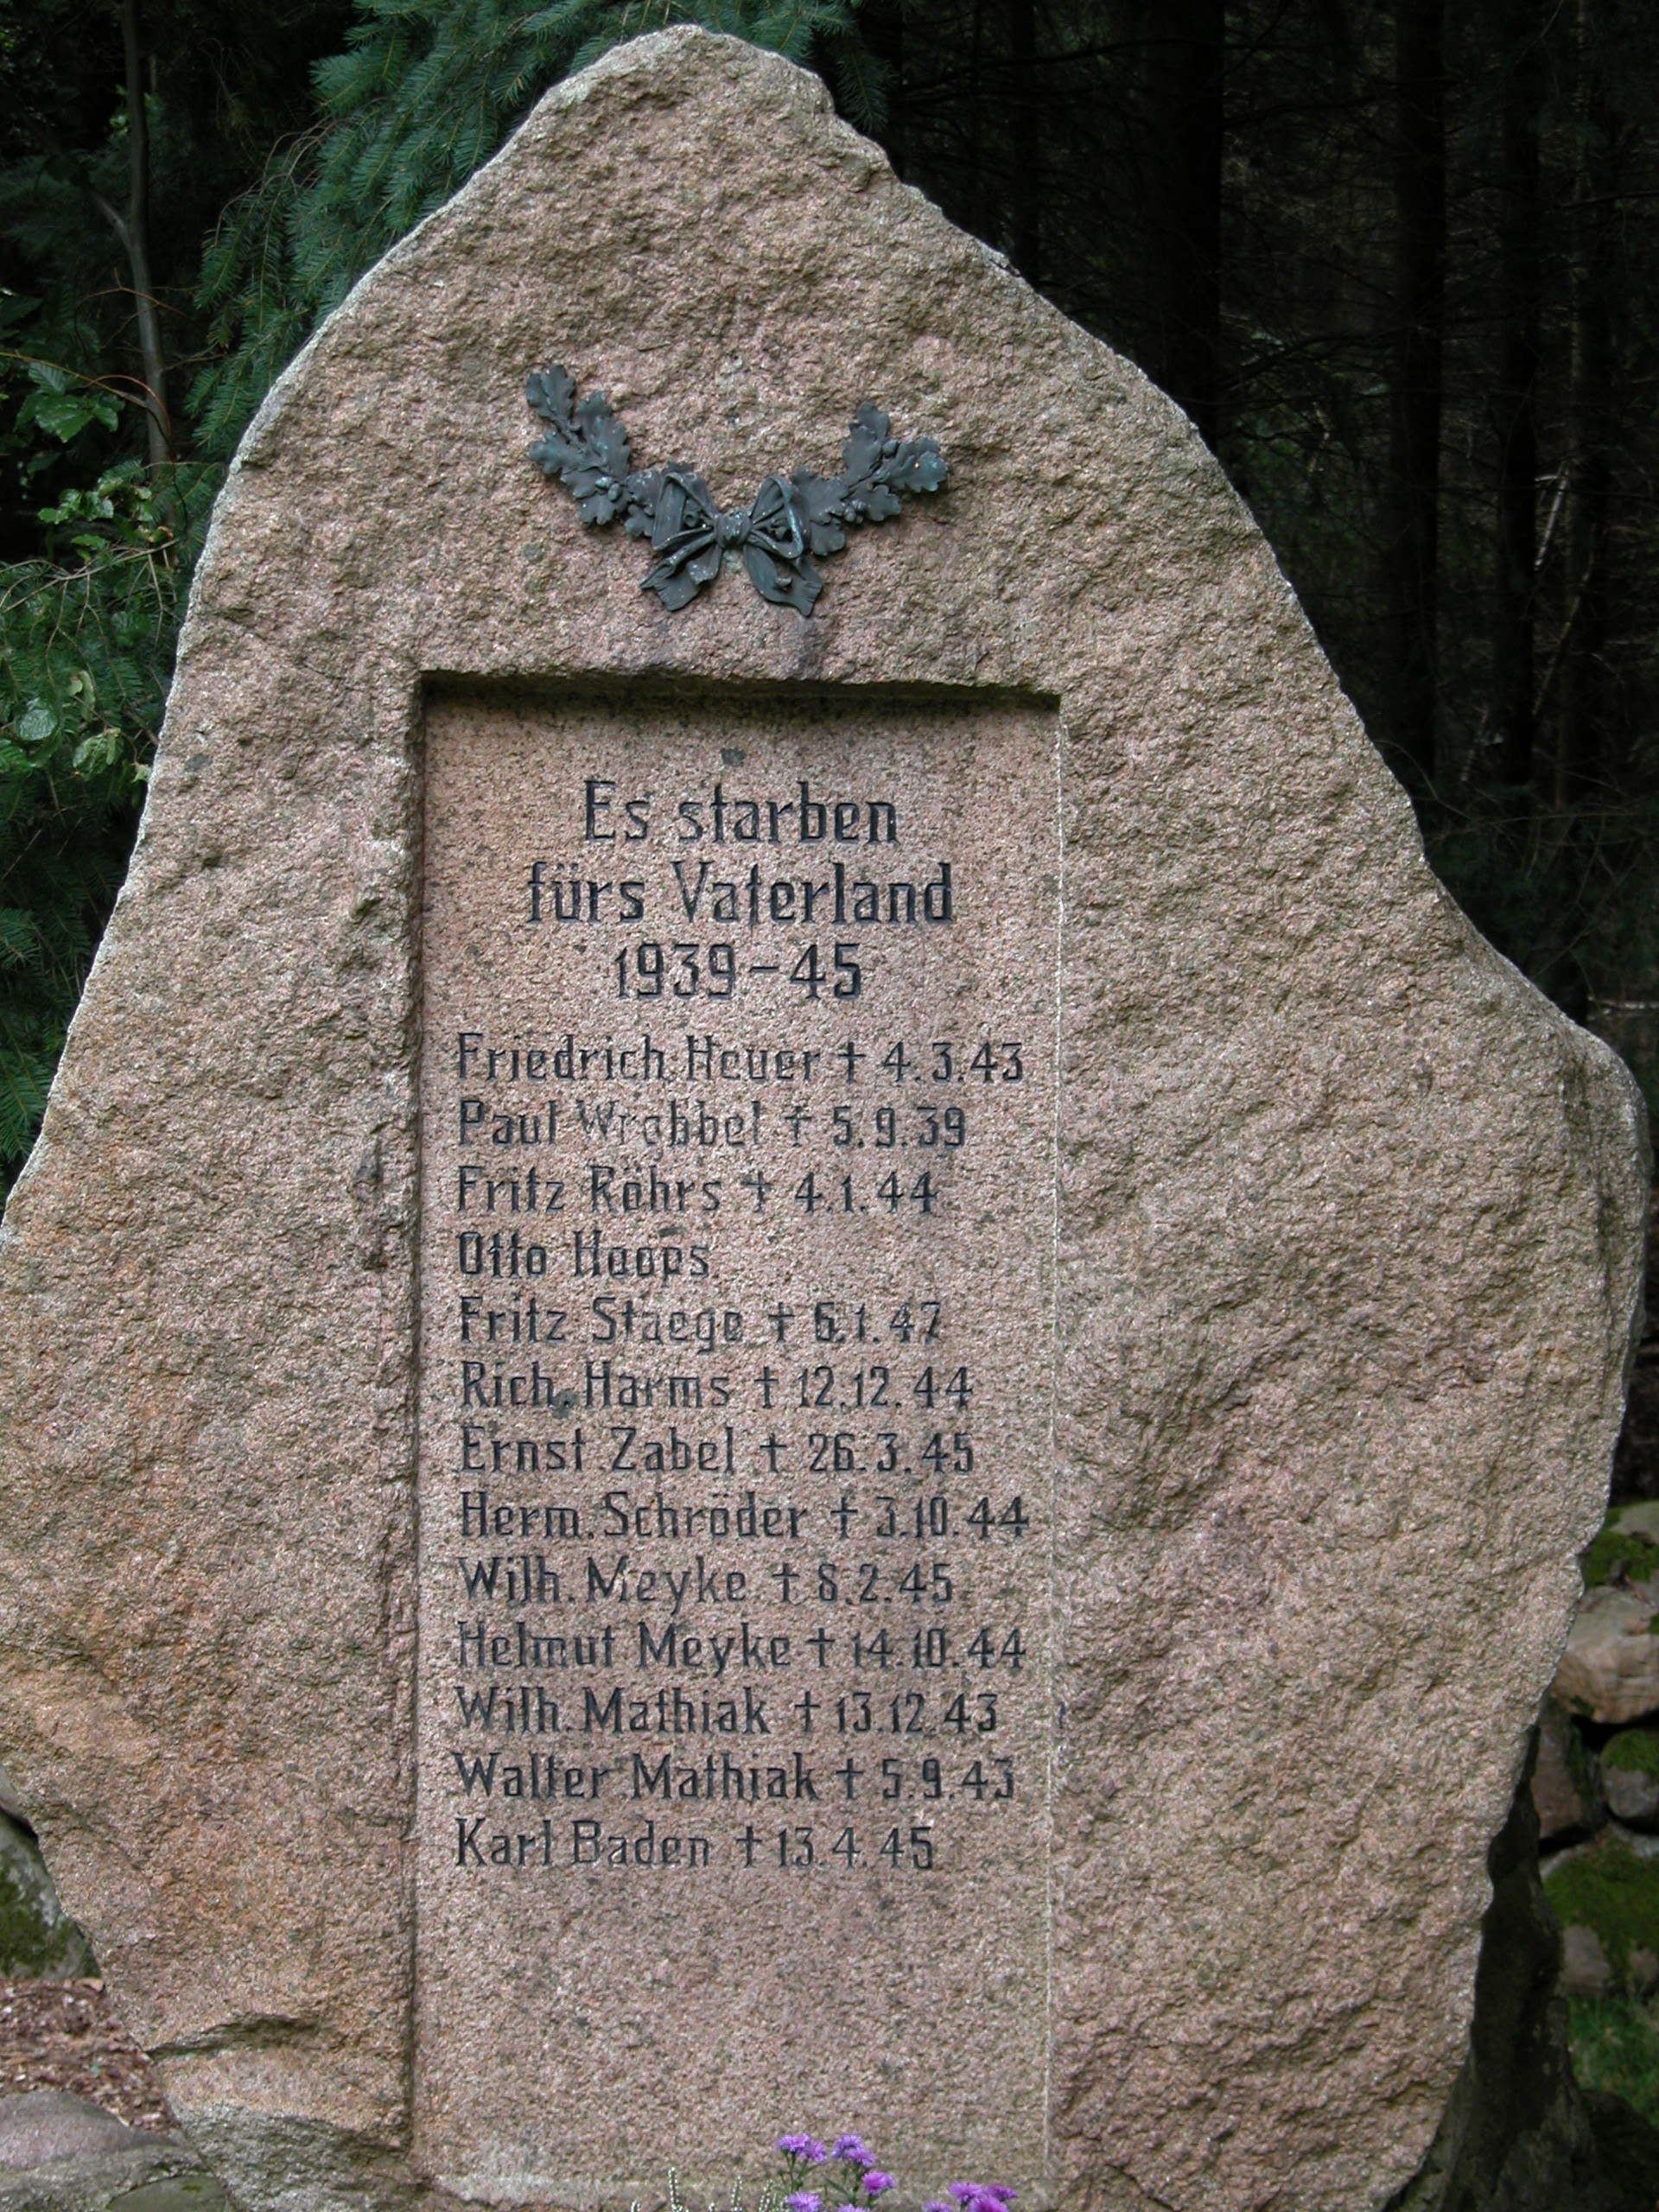 Es starben
fürs Vaterland
1939-45
Friedrich Heuer † 4.3.43
Paul Wrobbel † 5.9.39
Fritz Röhrs † 4.1.44
Otto Hoops
Fritz Staege † 6.1.47
Rich. Harms † 12.12.44
Ernst Zabel † 26.3.45
Herm. Schröder † 3.10.44
Wilh. Meyke † 8.2.45
Helmut Meyke † 14.10.44
Wilh. Mathiak † 13.12.43
Walter Mathiak † 5.9.43
Karl Baden † 13.4.45